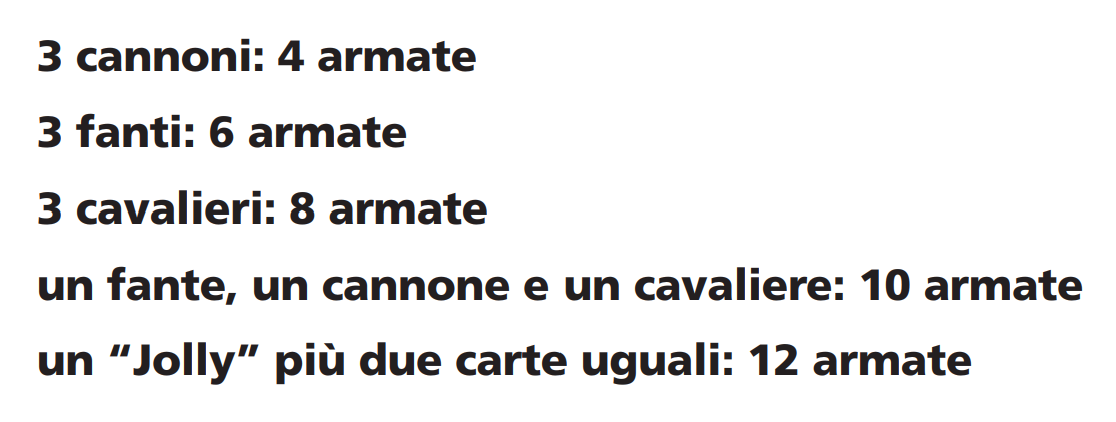 3 cannoni: 4 armate
3 fanti: 6 armate
3 cavalieri: 8 armate
un fante, un cannone e un cavaliere: 10 armate
un “Jolly” più due carte uguali: 12 armate